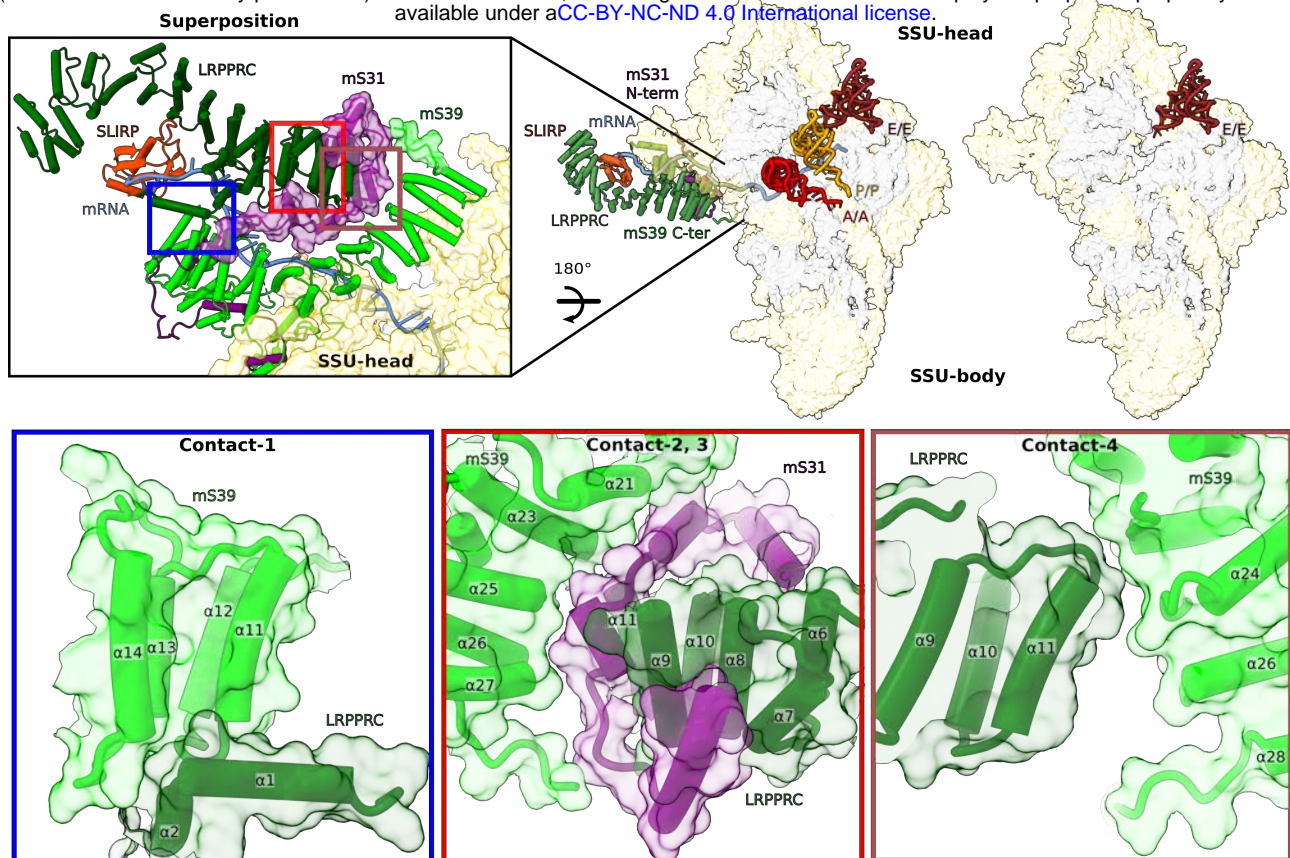 available under aCC-BY-NC-ND 4.0 International license.
Superposition
SSU-head
LRPPRC
mS31
mS39
SLIRP
mRNA
SSU-head
mS31
N-term
SLIRP
mRNA
LRPPRC
mS39 C-ter
180°
E/E
P/P
A/A
E/E
SSU-body
Contact-1
mS39
α12
α11
α14
α13
LRPPRC
α1
α2
Contact-2, 3
mS39
mS31
α21
α23
α25
α11
α10
α6
α26
α9
α8
α27
α7
LRPPRC
Contact-4
LRPPRC
mS39
α24
α9
α10
α11
α26
α28